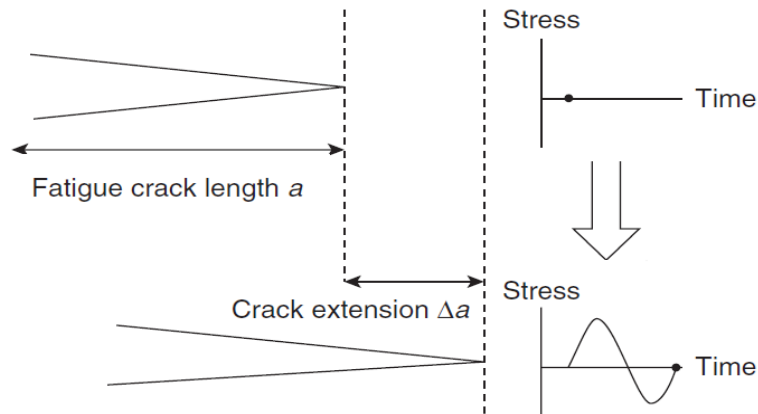 Stress
Time
Fatigue crack length a
Crack extension Δa
Stress
Time